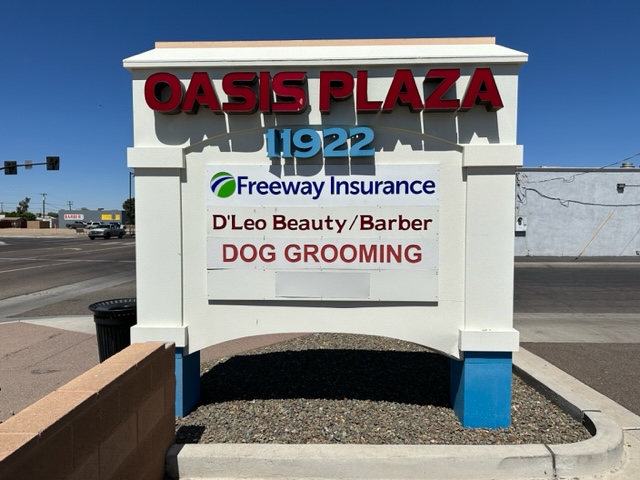 OASIS PLAZA
11922
Freeway Insurance
D'Leo Beauty/Barber
DOG GROOMING